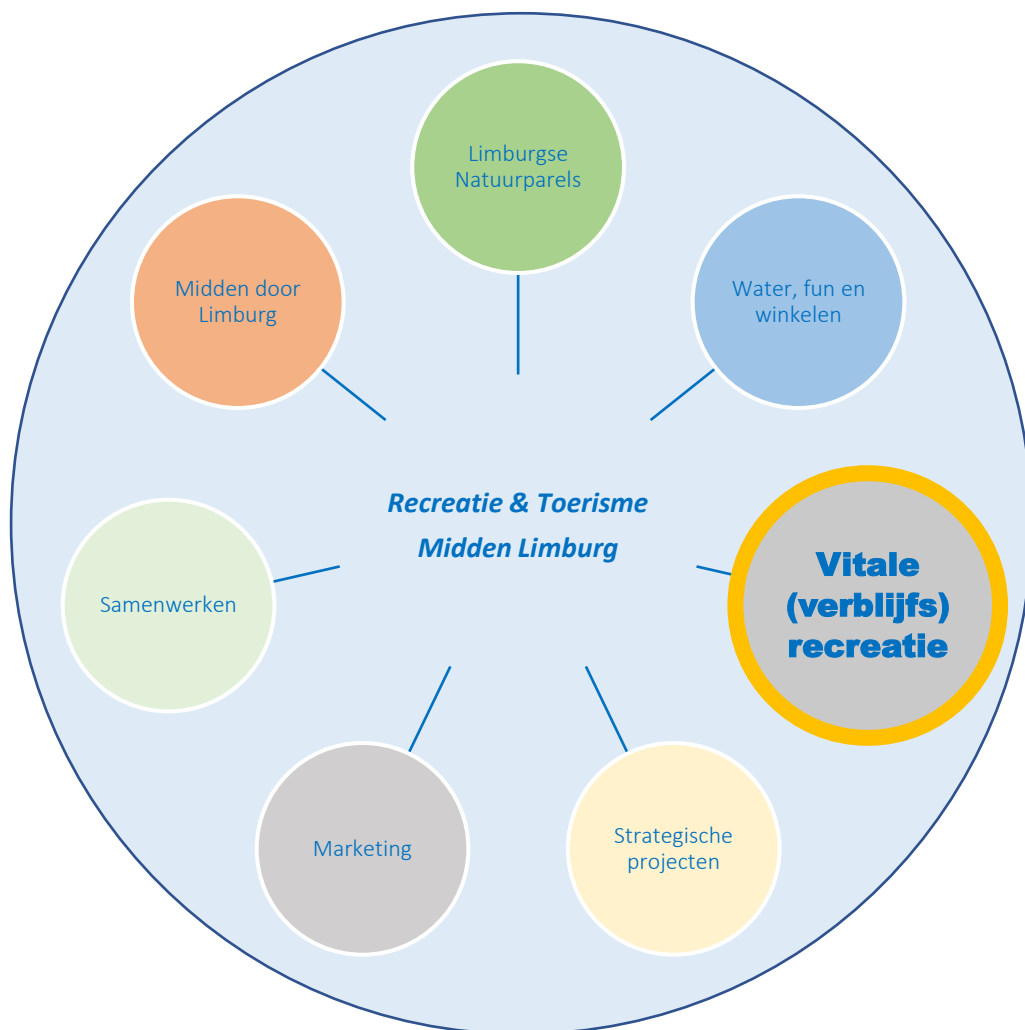 Limburgse
Natuurparels
Midden door
Limburg
Water, fun en
winkelen
Recreatie & Toerisme
Midden Limburg
Vitale
(verblijfs)
recreatie
Samenwerken
Marketing
Strategische
projecten